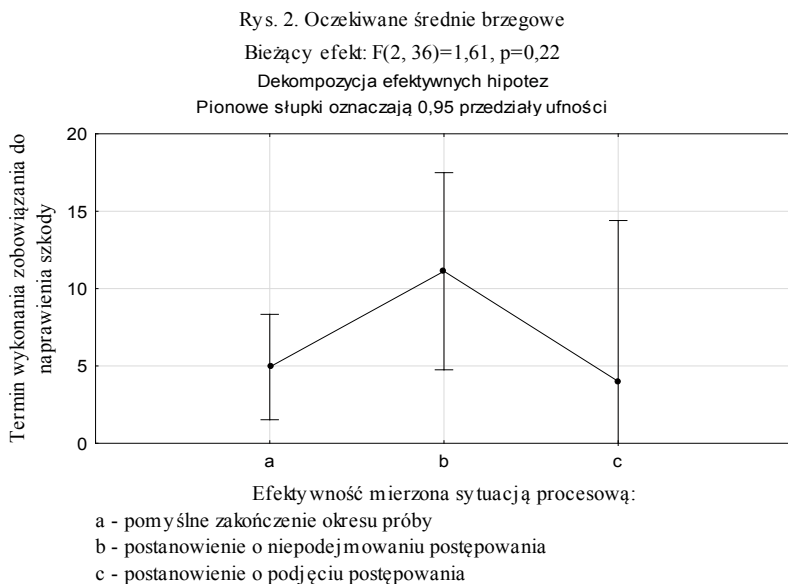 Rys. 2. Oczekiwane średnie brzegowe
Bieżący efekt: F(2, 36)=1,61, p=0,22
Dekompozycja efektywnych hipotez
Pionowe słupki oznaczają 0,95 przedziały ufności
Termin wykonania zobowiązania do
naprawienia szkody
20
15
10
5
0
a
b
c
Efektywność mierzona sytuacją procesową:
a - pomyślne zakończenie okresu próby
b - postanowienie o niepodejmowaniu postępowania
c - postanowienie o podjęciu postępowania